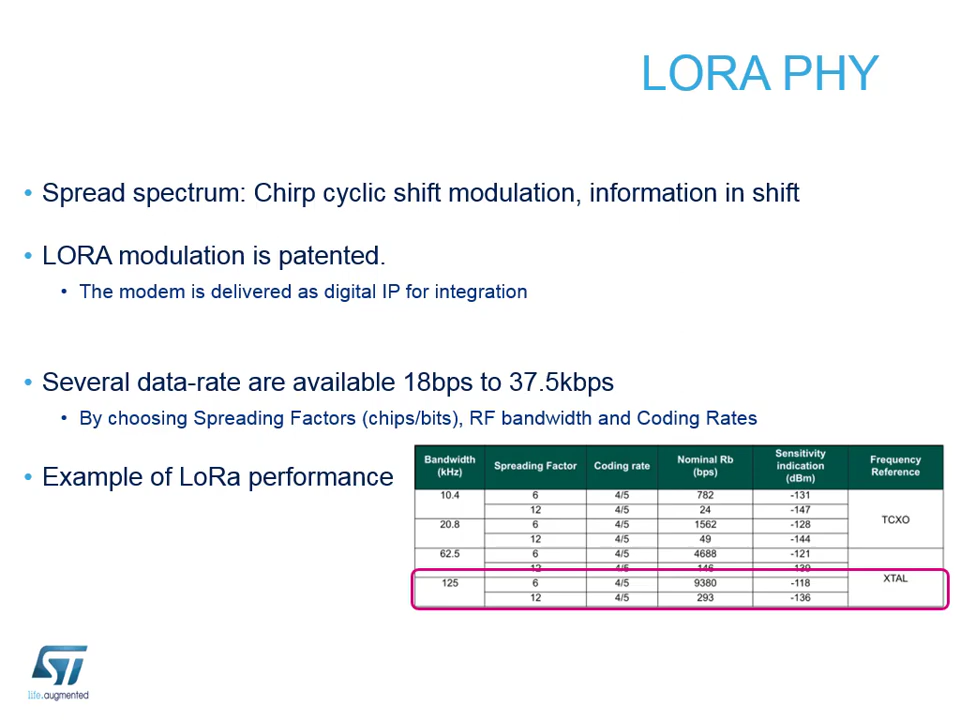 LORA PHY
• Spread spectrum: Chirp cyclic shift modulation, information in shift
• LORA modulation is patented.
• The modem is delivered as digital IP for integration
• Several data-rate are available 18bps to 37.5kbps
• By choosing Spreading Factors (chips/bits), RF bandwidth and Coding Rates
• Example of LoRa performance
Bandwidth (kHz) Spreading Factor Coding rate Nominal Rb (bps) Sensitivity indication (dBm) Frequency Reference
10.4 6 4/5 782 -131 TCXO
12 4/5 24 -147
20.8 6 4/5 1562 -128
12 4/5 49 -144
62.5 6 4/5 4688 -121 XTAL
12 4/5 146 -139
125 6 4/5 9380 -118
12 4/5 293 -136
ST
life.augmented